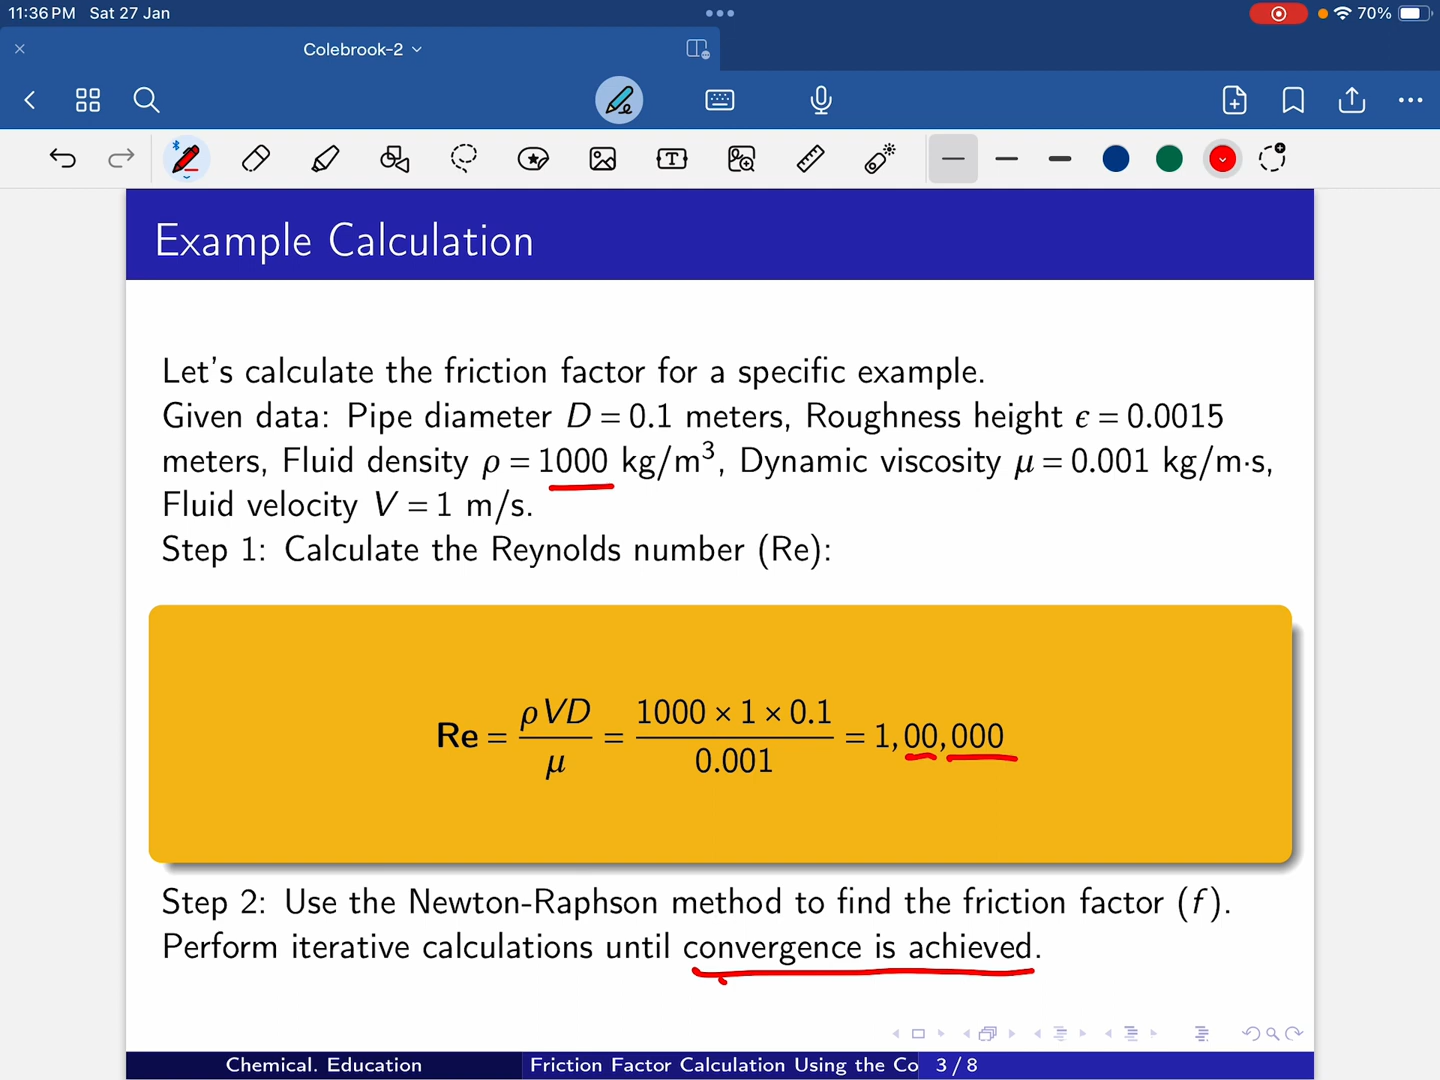 11:36 PM Sat 27 Jan
70%
Colebrook-2
Example Calculation
Let's calculate the friction factor for a specific example.
Given data: Pipe diameter D = 0.1 meters, Roughness height ϵ = 0.0015
meters, Fluid density ρ = 1000 kg/m³, Dynamic viscosity μ = 0.001 kg/m·s,
Fluid velocity V = 1 m/s.
Step 1: Calculate the Reynolds number (Re):
Re = ρVD / μ = 1000 × 1 × 0.1 / 0.001 = 1,00,000
Step 2: Use the Newton-Raphson method to find the friction factor (f).
Perform iterative calculations until convergence is achieved.
Chemical. Education
Friction Factor Calculation Using the Co
3 / 8